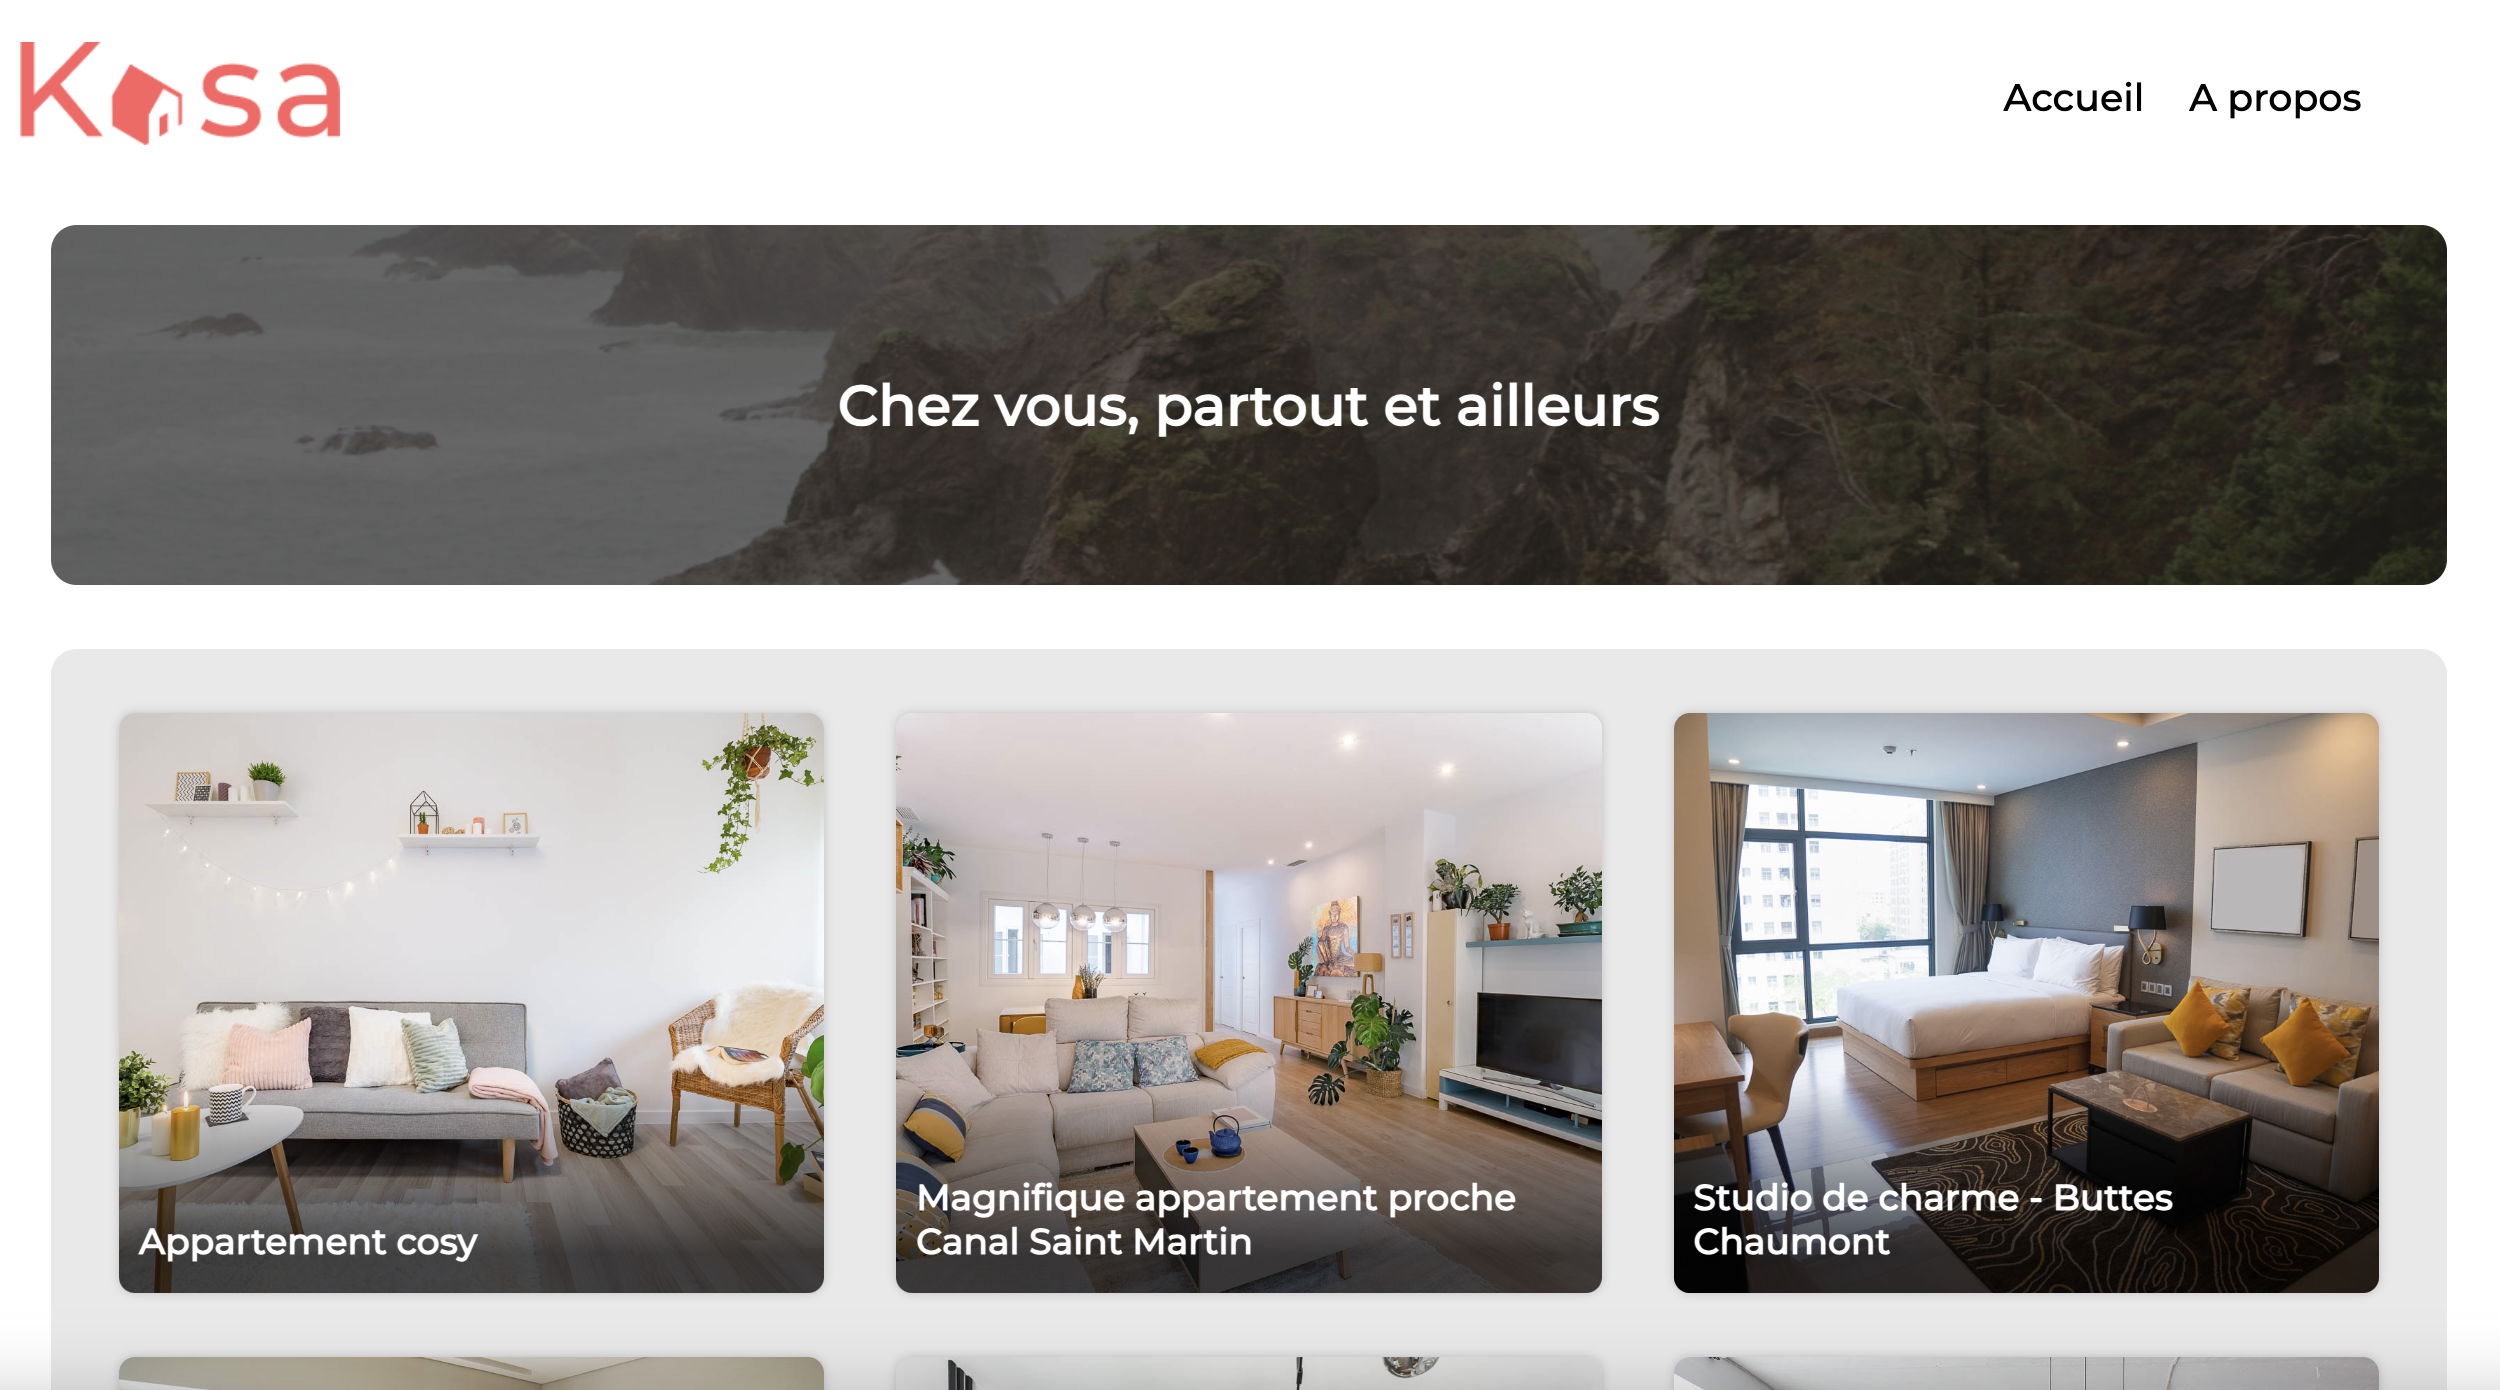 Kasa
Accueil A propos
Chez vous, partout et ailleurs
Appartement cosy
Magnifique appartement proche
Canal Saint Martin
Studio de charme - Buttes
Chaumont